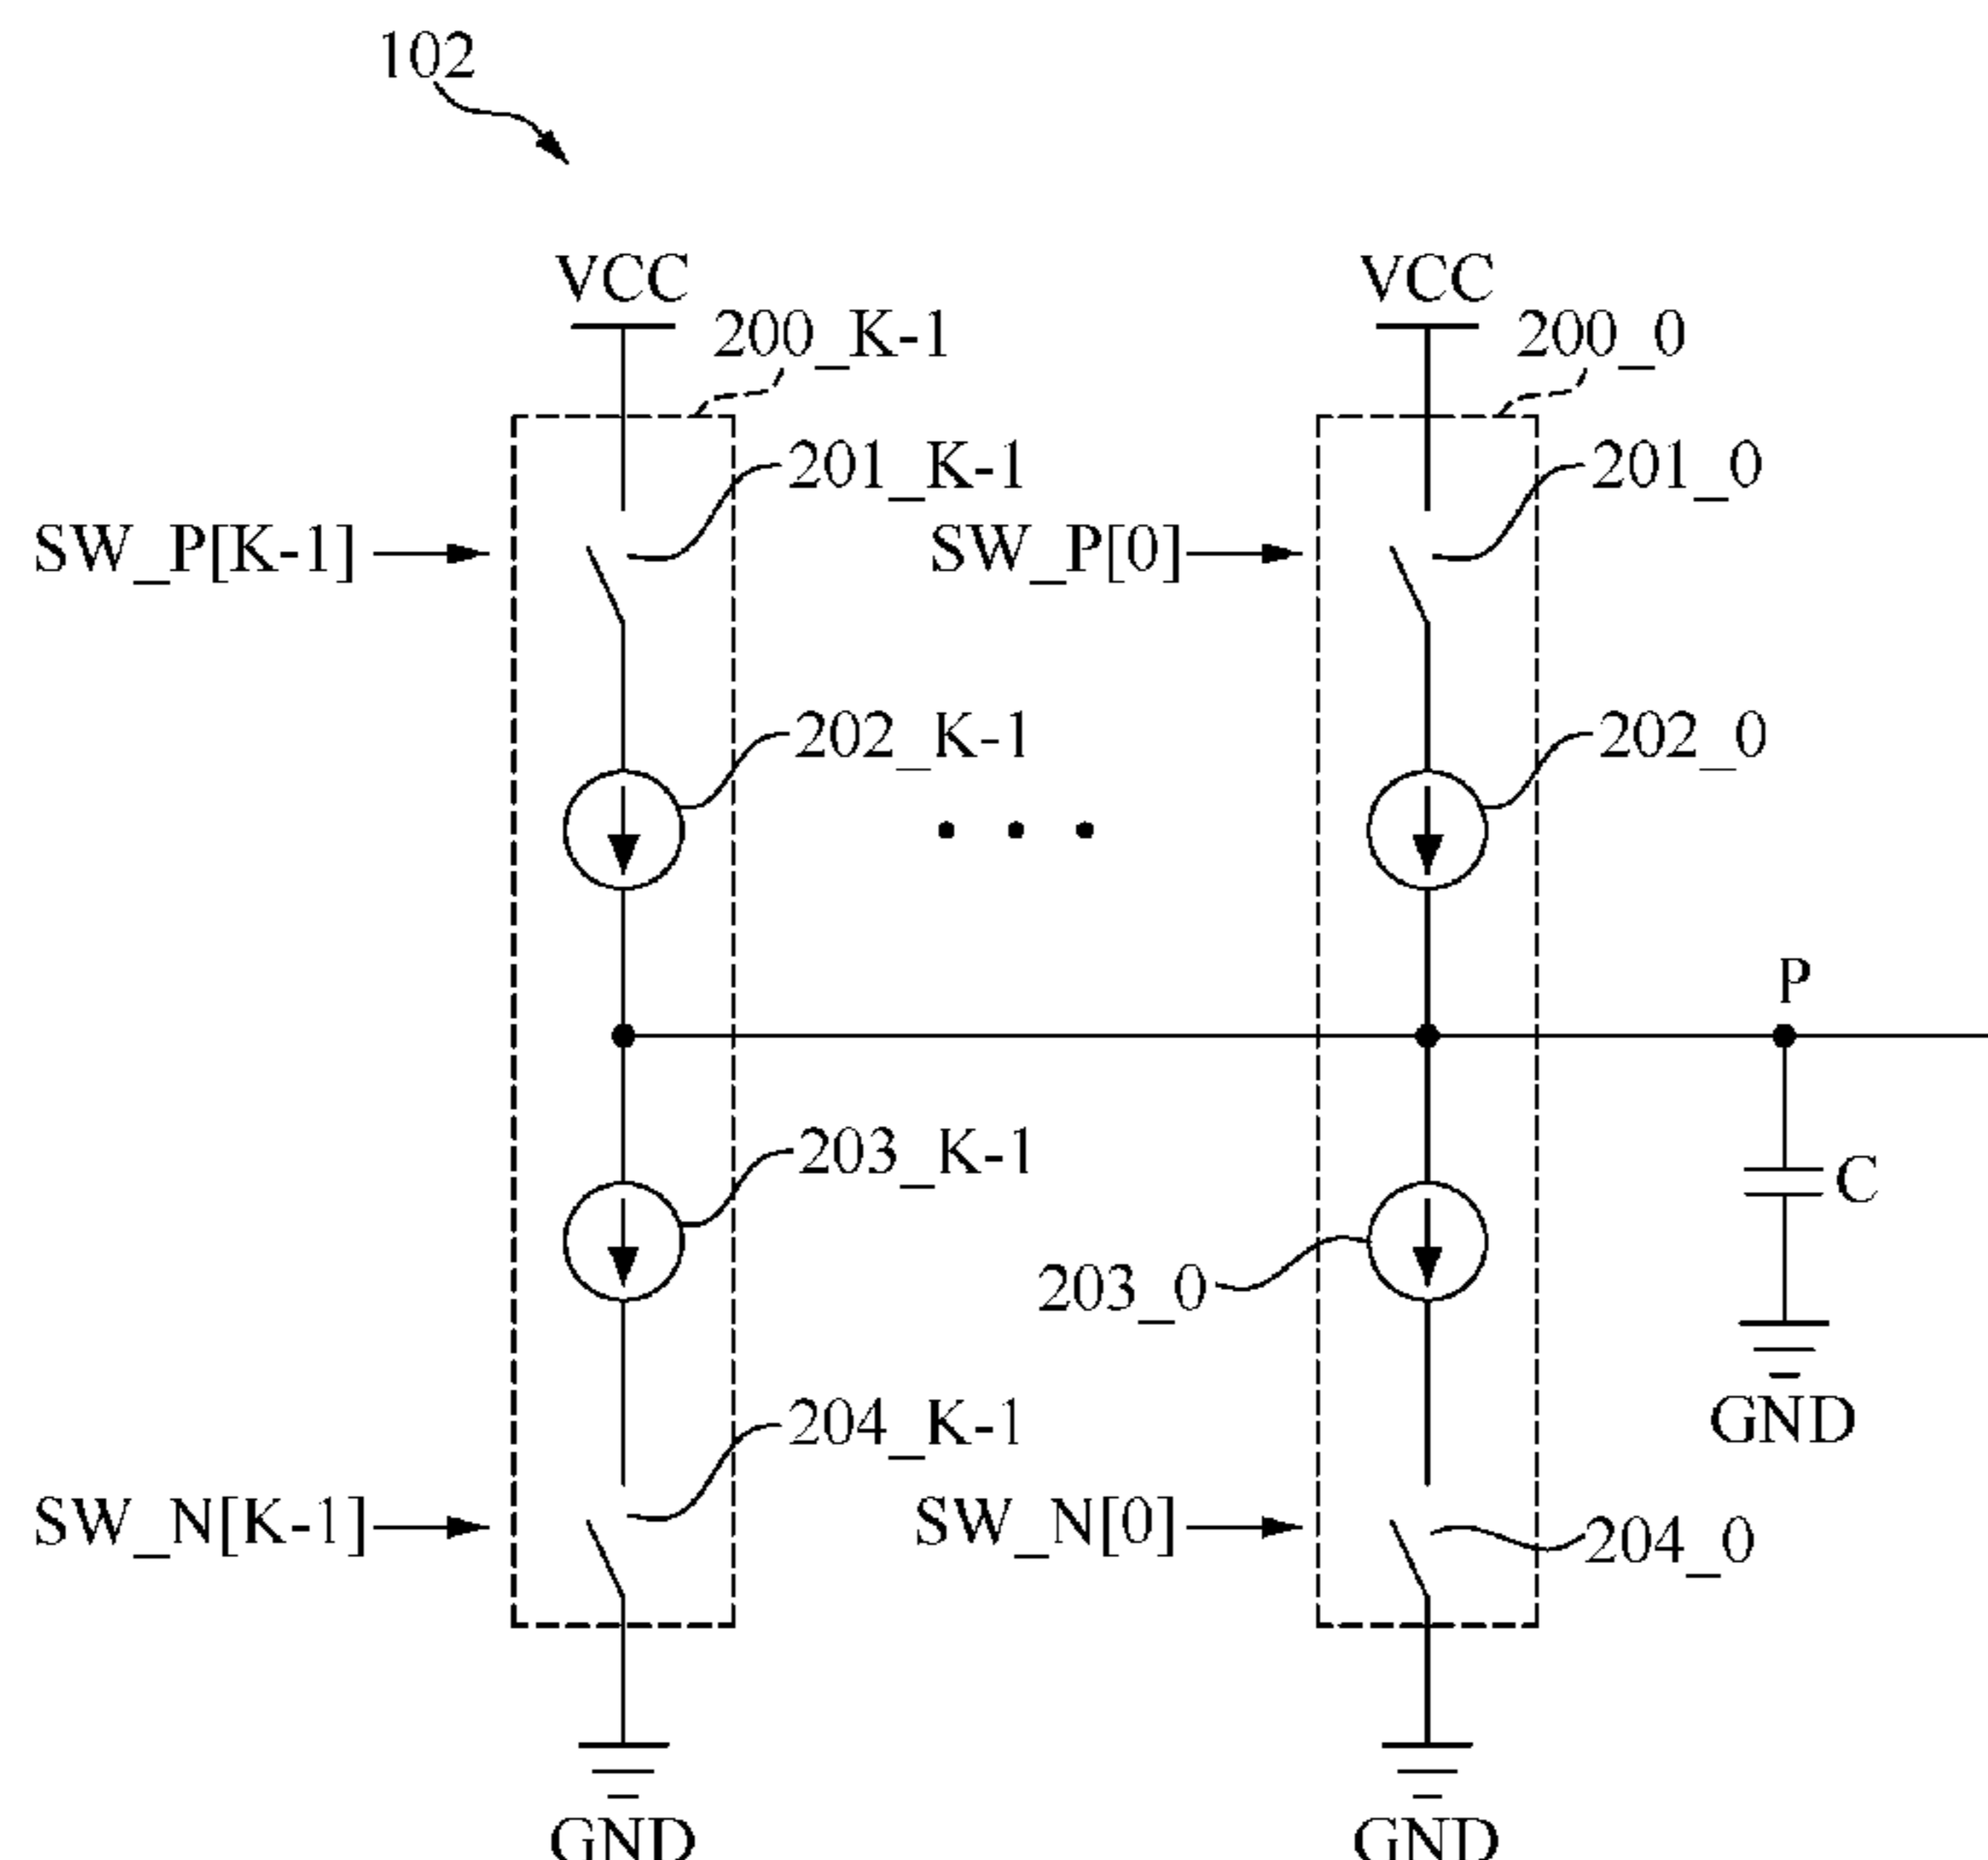 102
VCC
VCC
200_K-1
200_0
201_K-1
201_0
SW_P[K-1]
SW_P[0]
202_K-1
202_0
P
203_K-1
C
203_0
204_K-1
GND
SW_N[K-1]
SW_N[0]
204_0
GND
GND